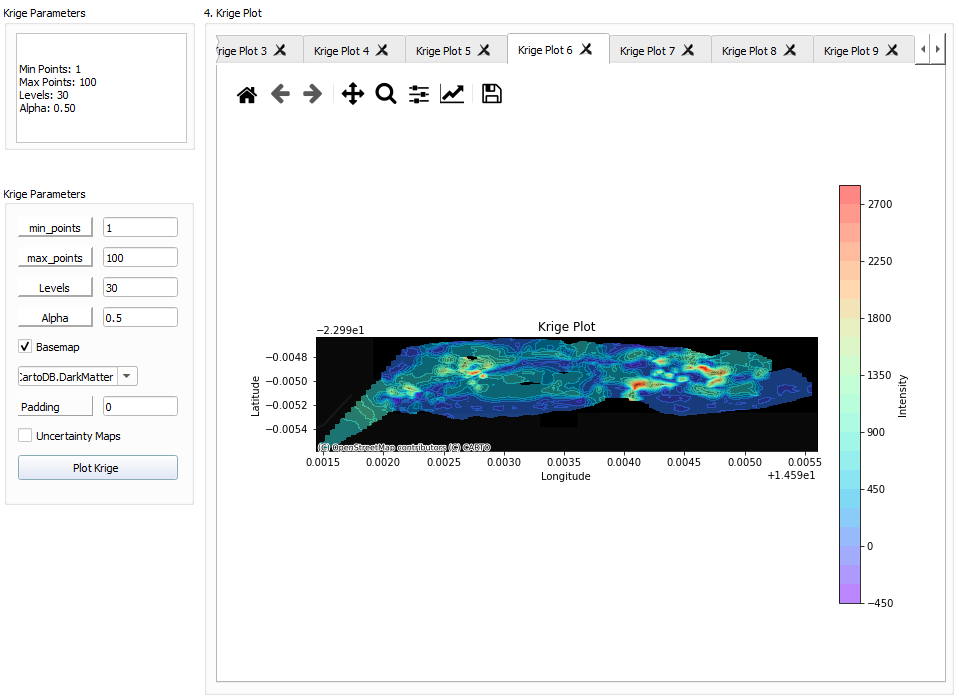 Krige Parameters
Min Points: 1
Max Points: 100
Levels: 30
Alpha: 0.50
Krige Parameters
min_points 1
max_points 100
Levels 30
Alpha 0.5
Basemap
CartoDB.DarkMatter
Padding 0
Uncertainty Maps
Plot Krige
4. Krige Plot
Krige Plot 3 Krige Plot 4 Krige Plot 5 Krige Plot 6 Krige Plot 7 Krige Plot 8 Krige Plot 9
−2.299e1
Krige Plot
−0.0048
−0.0050
−0.0052
−0.0054
Latitude
(C) OpenStreetMap contributors (C) CARTO
0.0015 0.0020 0.0025 0.0030 0.0035 0.0040 0.0045 0.0050 0.0055
Longitude
+1.459e1
2700
2250
1800
1350
900
450
0
−450
Intensity